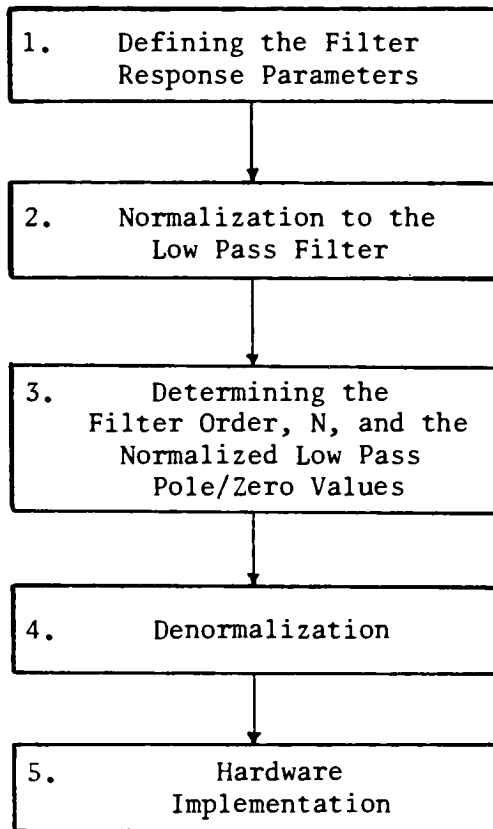 1. Defining the Filter
Response Parameters
2. Normalization to the
Low Pass Filter
3. Determining the
Filter Order, N, and the
Normalized Low Pass
Pole/Zero Values
4. Denormalization
5. Hardware
Implementation